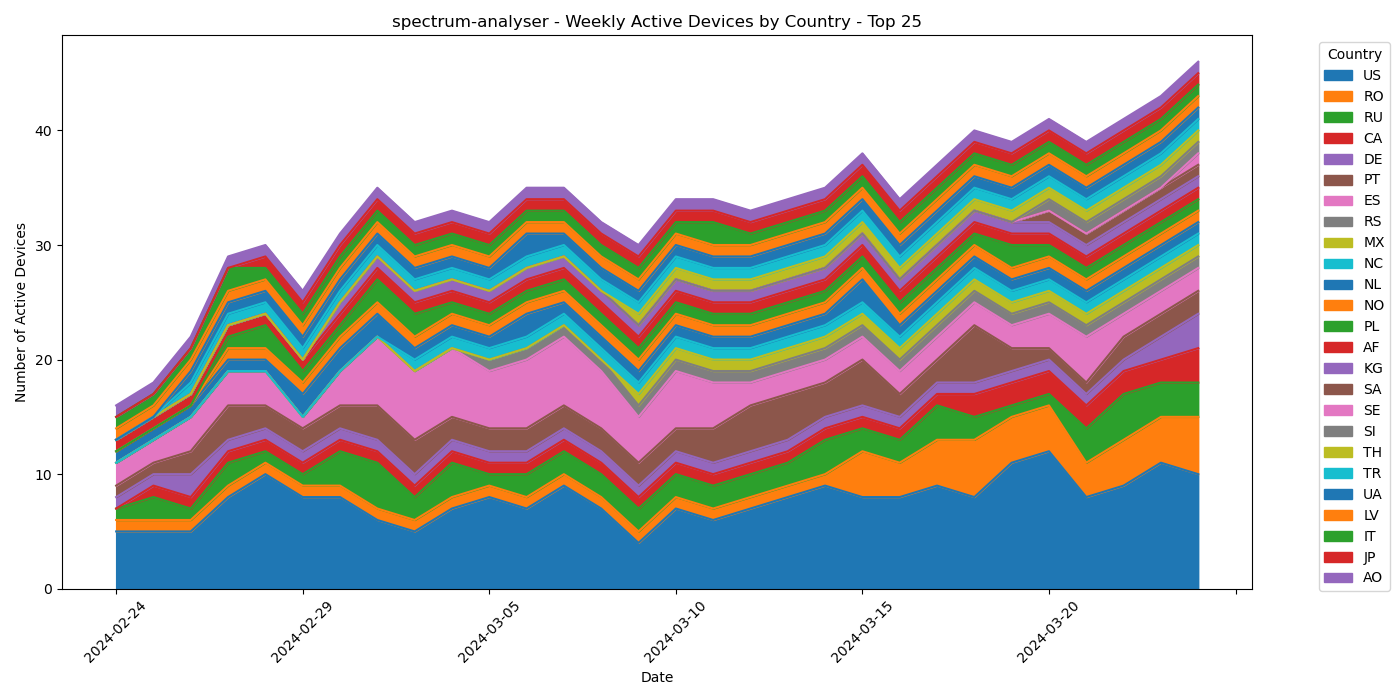 spectrum-analyser - Weekly Active Devices by Country - Top 25
Number of Active Devices
40
30
20
10
0
2024-02-24
2024-02-29
2024-03-05
2024-03-10
2024-03-15
2024-03-20
Date
Country
US
RO
RU
CA
DE
PT
ES
RS
MX
NC
NL
NO
PL
AF
KG
SA
SE
SI
TH
TR
UA
LV
IT
JP
AO